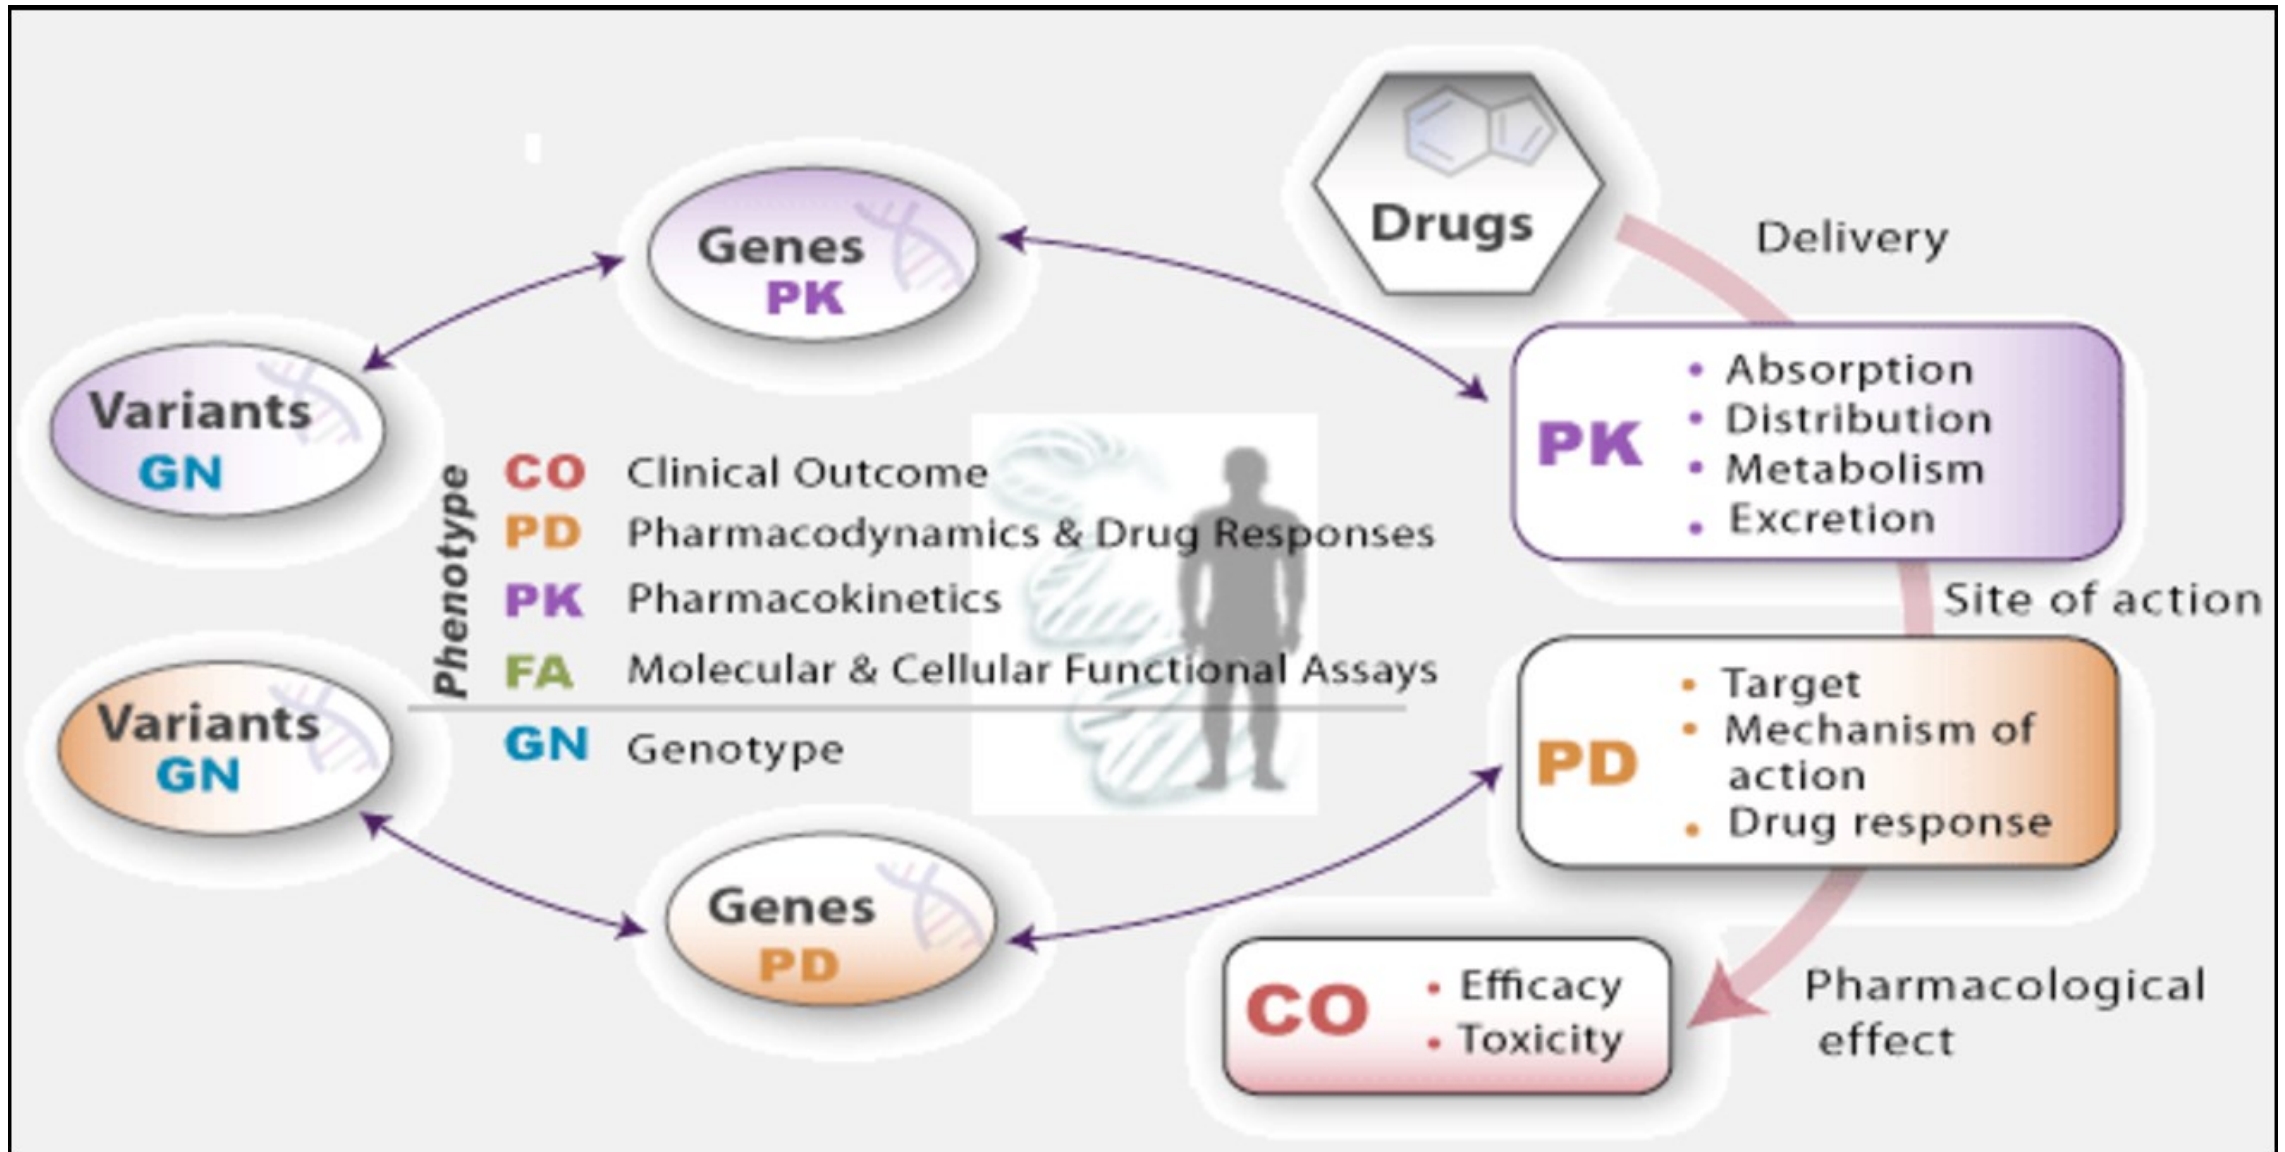 Drugs
Delivery
Genes
PK
Variants
GN
PK
• Absorption
• Distribution
• Metabolism
• Excretion
Phenotype
CO Clinical Outcome
PD Pharmacodynamics & Drug Responses
PK Pharmacokinetics
FA Molecular & Cellular Functional Assays
GN Genotype
Site of action
Variants
GN
PD
• Target
• Mechanism of
action
• Drug response
Genes
PD
CO
• Efficacy
• Toxicity
Pharmacological
effect